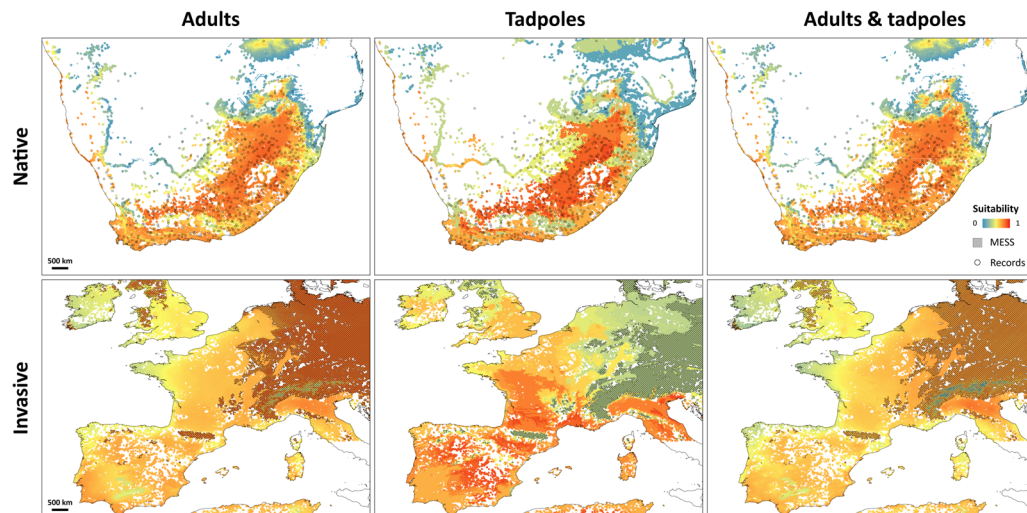 Adults
Tadpoles
Adults & tadpoles
Native
Suitability
0 1
MESS
Records
500 km
Invasive
500 km